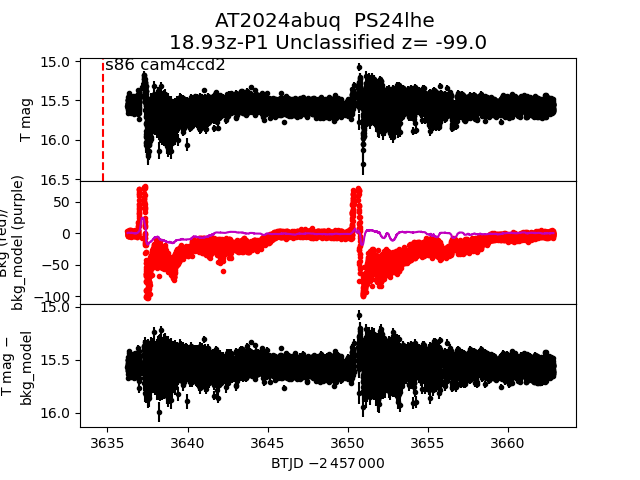 AT2024abuq  PS24lhe
18.93z-P1 Unclassified z= -99.0
s86 cam4ccd2
15.0
15.5
16.0
16.5
T mag
50
0
−50
−100
bkg_model (purple)
15.0
15.5
16.0
T mag −
bkg_model
3635
3640
3645
3650
3655
3660
BTJD −2 457 000